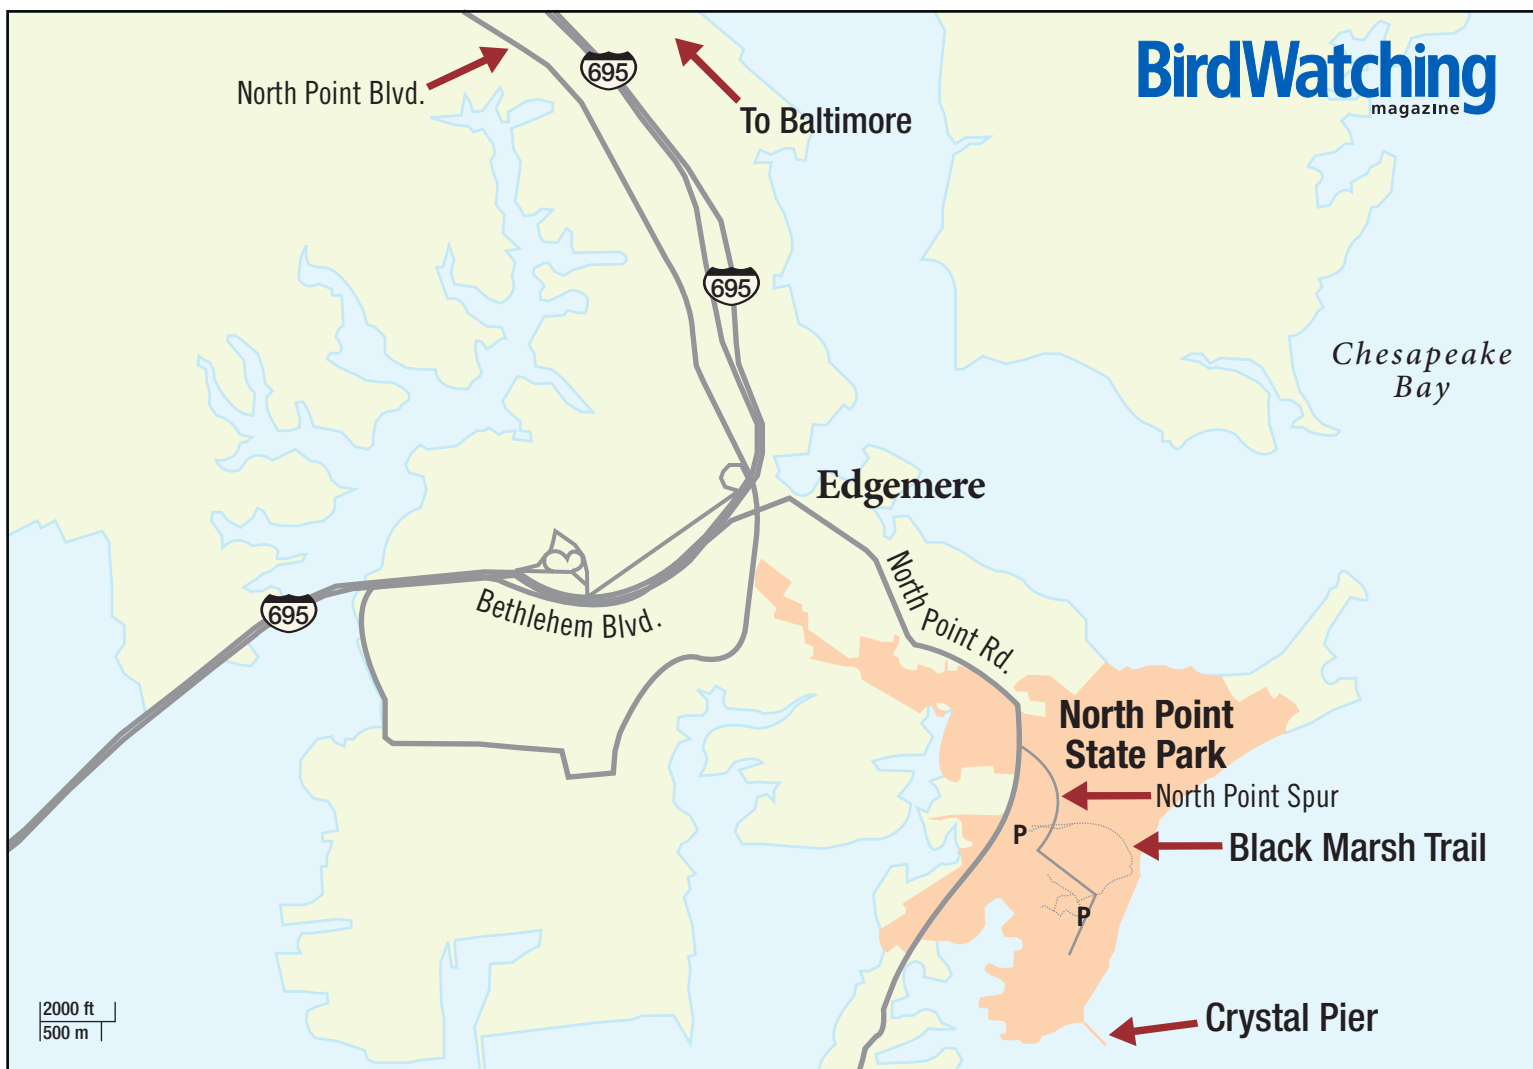 BirdWatching
magazine
695
North Point Blvd.
To Baltimore
695
Chesapeake
Bay
Edgemere
North Point Rd.
695
Bethlehem Blvd.
North Point
State Park
North Point Spur
P
Black Marsh Trail
P
2000 ft
500 m
Crystal Pier